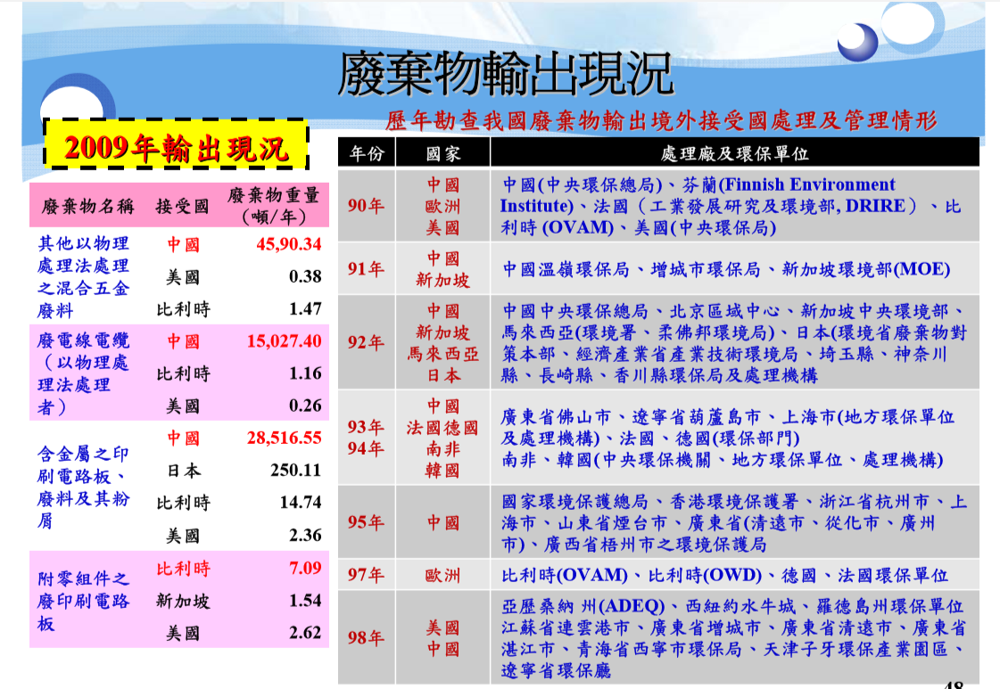 廢棄物輸出現況
歷年勘查我國廢棄物輸出境外接受國處理及管理情形
2009年輸出現況
廢棄物名稱 接受國 廢棄物重量
(噸/年)
其他以物理
處理法處理
之混合五金
廢料
中國 45,90.34
美國 0.38
比利時 1.47
廢電線電纜
（以物理處
理法處理
者）
中國 15,027.40
比利時 1.16
美國 0.26
含金屬之印
刷電路板、
廢料及其粉
屑
中國 28,516.55
日本 250.11
比利時 14.74
美國 2.36
附零組件之
廢印刷電路
板
比利時 7.09
新加坡 1.54
美國 2.62
年份 國家 處理廠及環保單位
90年
中國
歐洲
美國
中國(中央環保總局)、芬蘭(Finnish Environment
Institute)、法國（工業發展研究及環境部, DRIRE）、比
利時 (OVAM)、美國(中央環保局)
91年
中國
新加坡
中國溫嶺環保局、增城市環保局、新加坡環境部(MOE)
92年
中國
新加坡
馬來西亞
日本
中國中央環保總局、北京區域中心、新加坡中央環境部、
馬來西亞(環境署、柔佛邦環境局)、日本(環境省廢棄物對
策本部、經濟產業省產業技術環境局、埼玉縣、神奈川
縣、長崎縣、香川縣環保局及處理機構
93年
94年
中國
法國德國
南非
韓國
廣東省佛山市、遼寧省葫蘆島市、上海市(地方環保單位
及處理機構)、法國、德國(環保部門)
南非、韓國(中央環保機關、地方環保單位、處理機構)
95年
中國
國家環境保護總局、香港環境保護署、浙江省杭州市、上
海市、山東省煙台市、廣東省(清遠市、從化市、廣州
市)、廣西省梧州市之環境保護局
97年
歐洲
比利時(OVAM)、比利時(OWD)、德國、法國環保單位
98年
美國
中國
亞歷桑納 州(ADEQ)、西紐約水牛城、羅德島州環保單位
江蘇省連雲港市、廣東省增城市、廣東省清遠市、廣東省
湛江市、青海省西寧市環保局、天津子牙環保產業園區、
遼寧省環保廳
48